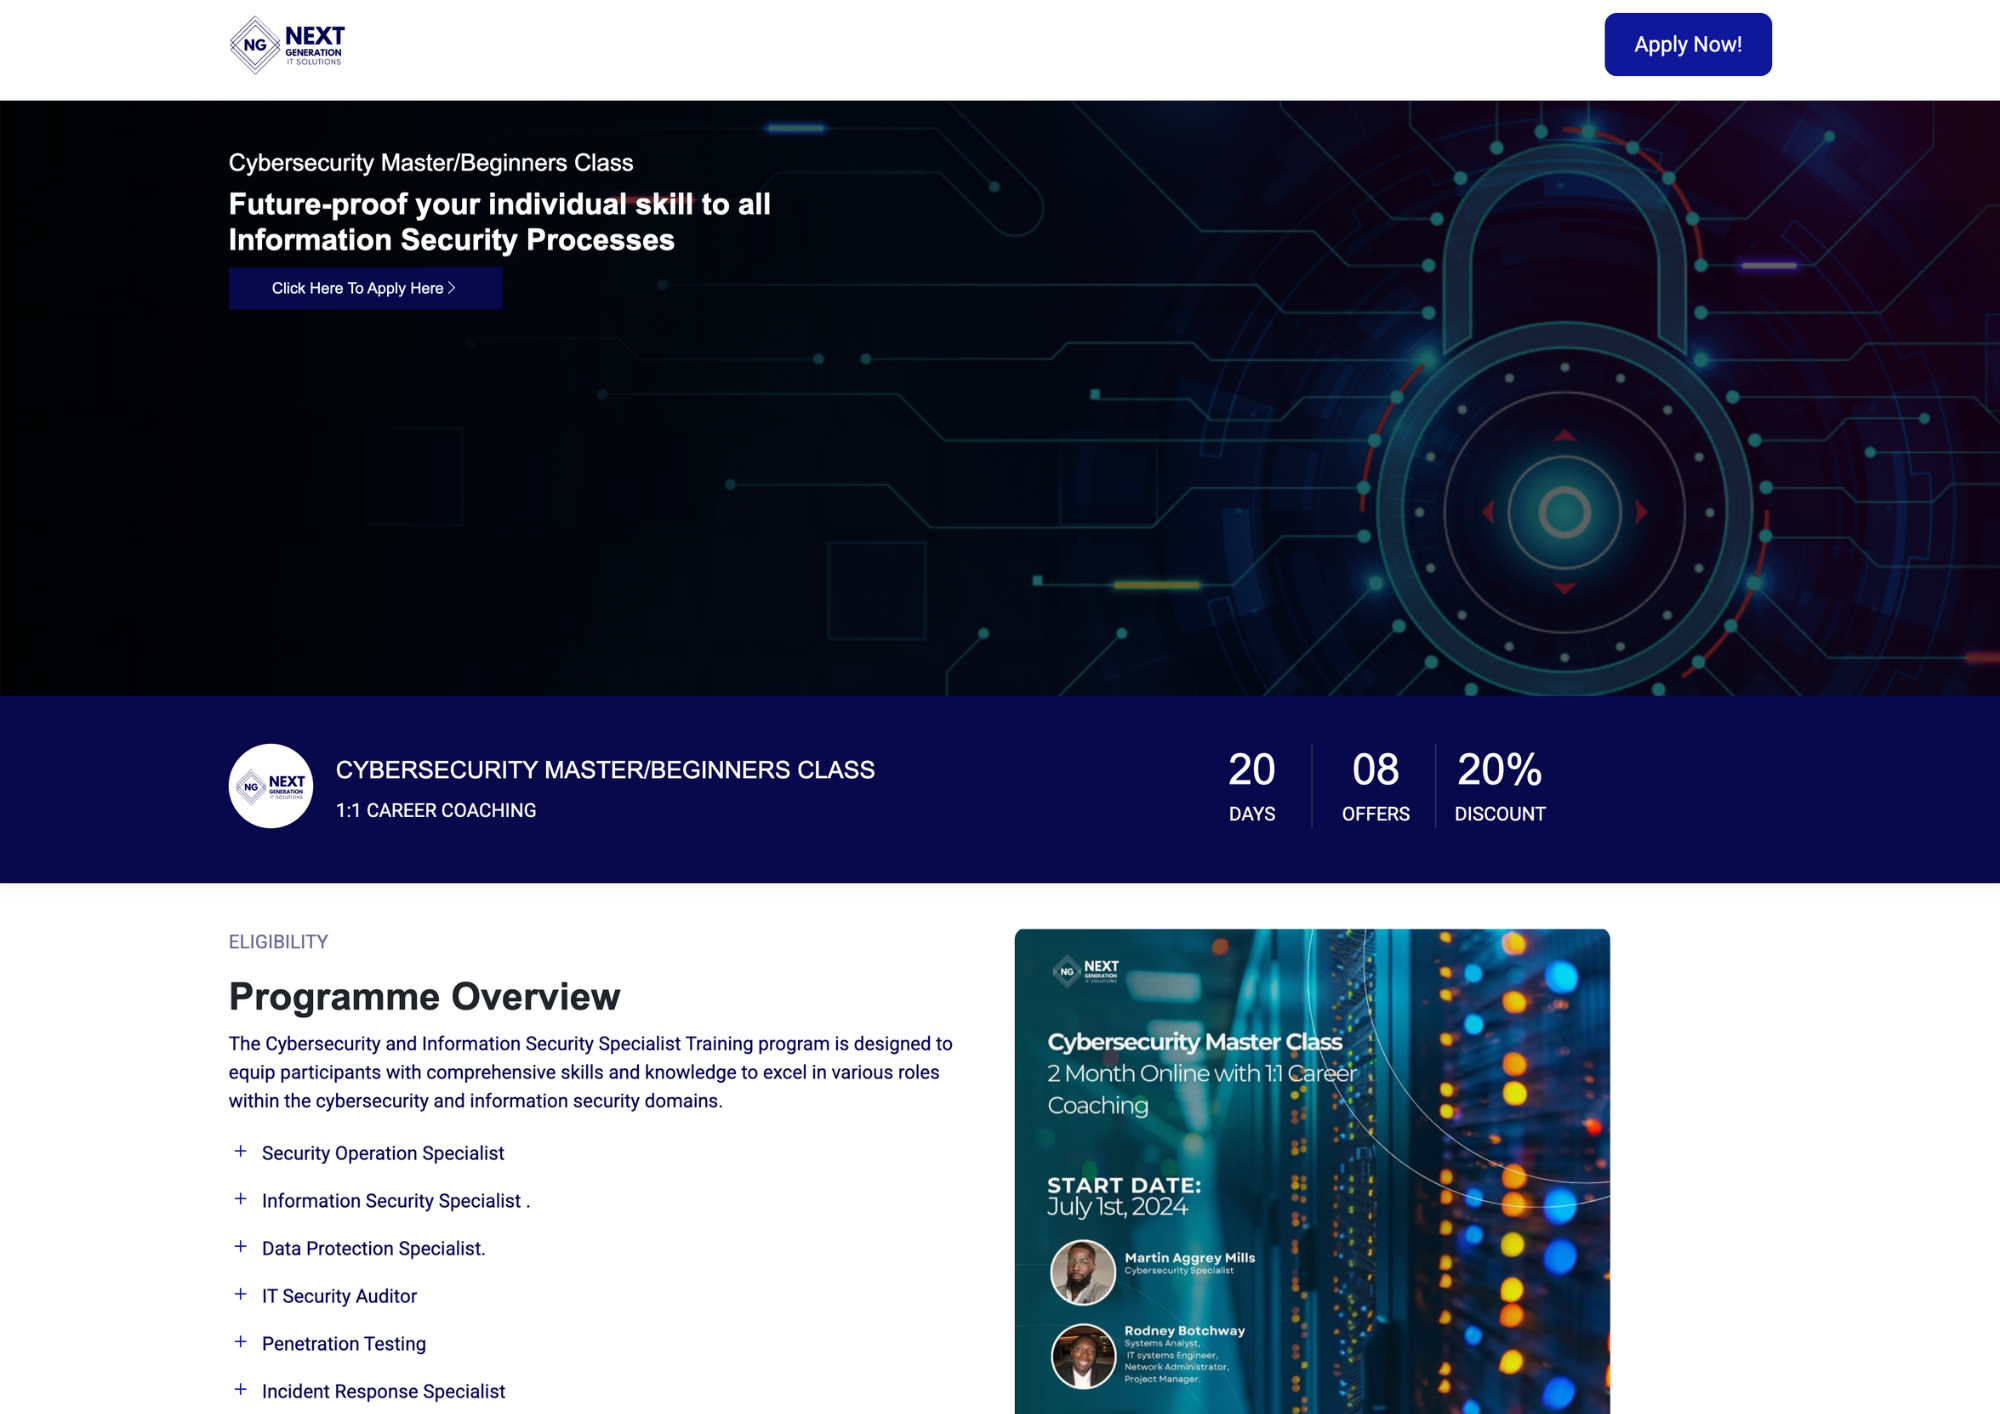 NG
NEXT
GENERATION
IT SOLUTIONS
Apply Now!
Cybersecurity Master/Beginners Class
Future-proof your individual skill to all
Information Security Processes
Click Here To Apply Here
NG
NEXT
GENERATION
IT SOLUTIONS
CYBERSECURITY MASTER/BEGINNERS CLASS
1:1 CAREER COACHING
20
DAYS
08
OFFERS
20%
DISCOUNT
ELIGIBILITY
Programme Overview
The Cybersecurity and Information Security Specialist Training program is designed to
equip participants with comprehensive skills and knowledge to excel in various roles
within the cybersecurity and information security domains.
+ Security Operation Specialist
+ Information Security Specialist .
+ Data Protection Specialist.
+ IT Security Auditor
+ Penetration Testing
+ Incident Response Specialist
NG
NEXT
GENERATION
IT SOLUTIONS
Cybersecurity Master Class
2 Month Online with 1:1 Career
Coaching
START DATE:
July 1st, 2024
Martin Aggrey Mills
Cybersecurity Specialist
Rodney Botchway
Systems Analyst,
IT systems Engineer,
Network Administrator,
Project Manager.